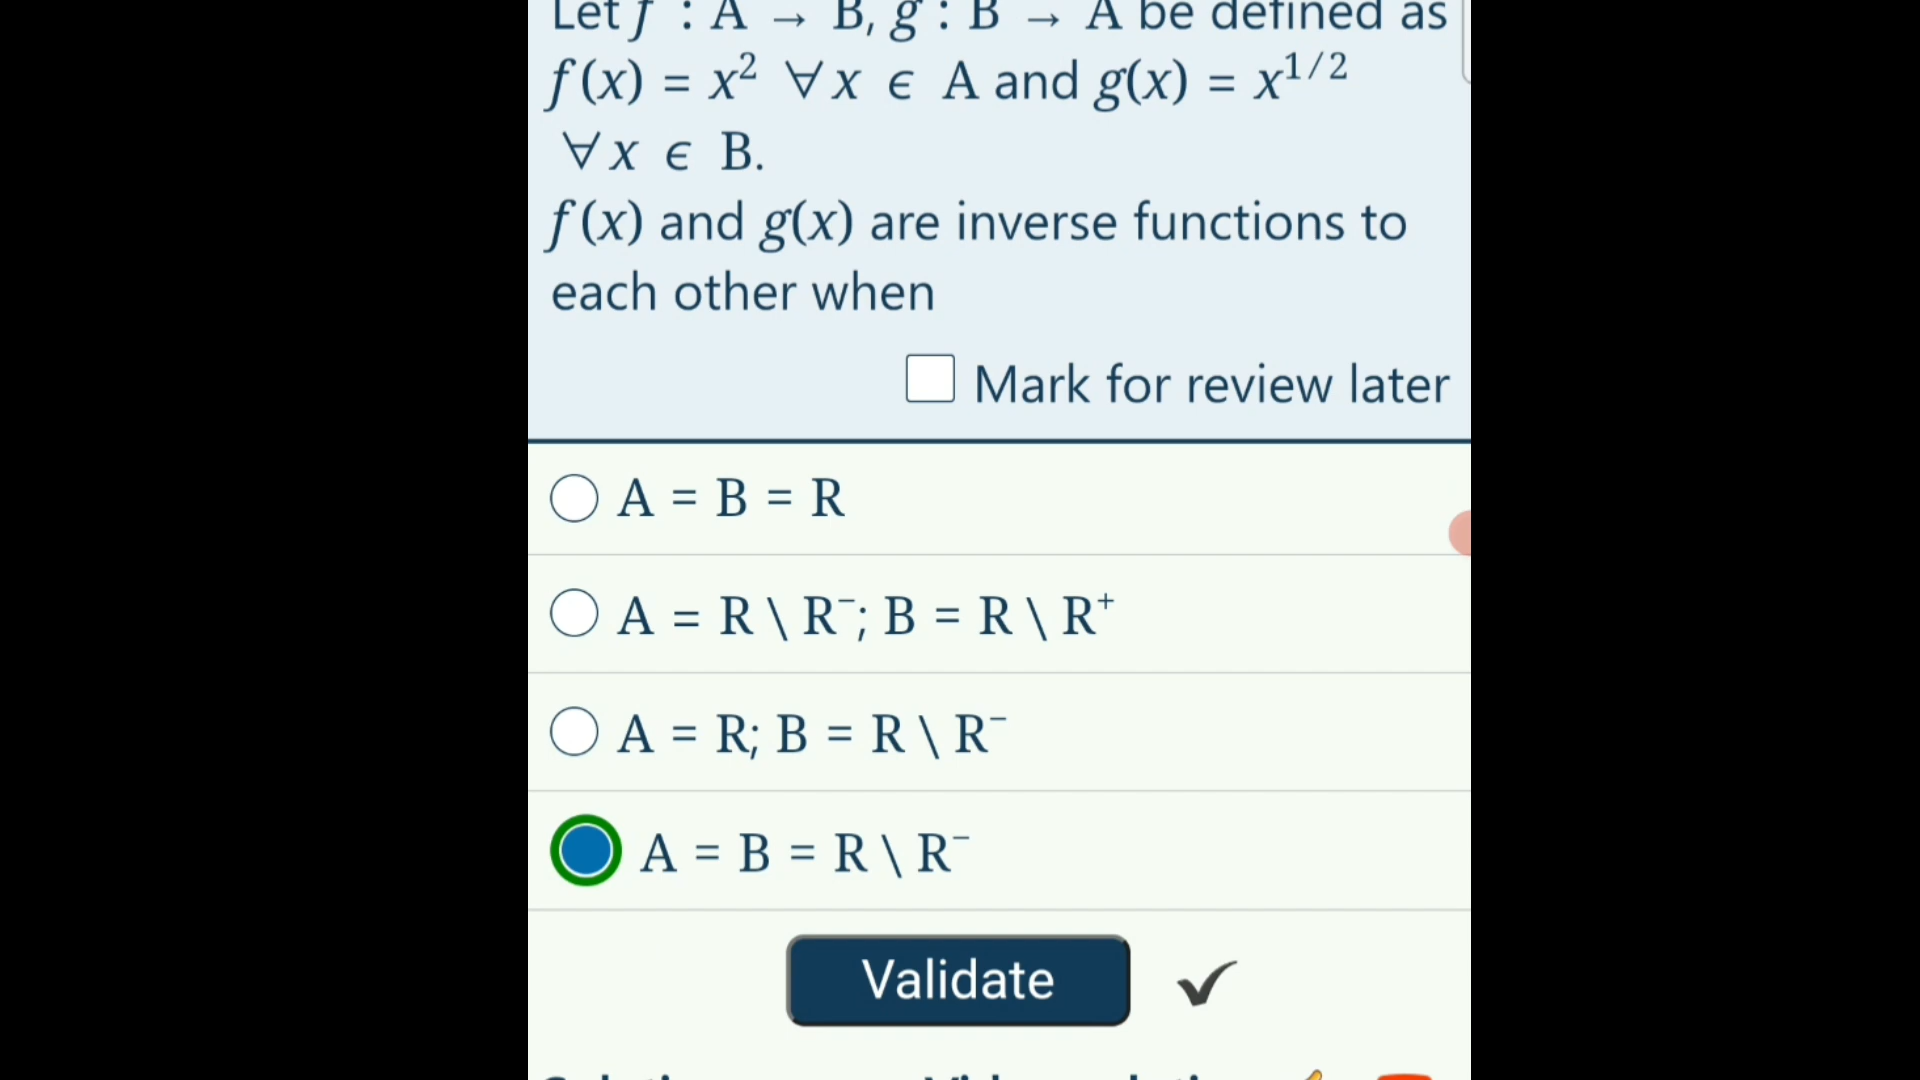 Let f : A → B, g : B → A be defined as
f(x) = x² ∀ x ϵ A and g(x) = x^{1/2}
∀ x ϵ B.
f(x) and g(x) are inverse functions to
each other when
Mark for review later
A = B = R
A = R \ R⁻; B = R \ R⁺
A = R; B = R \ R⁻
A = B = R \ R⁻
Validate